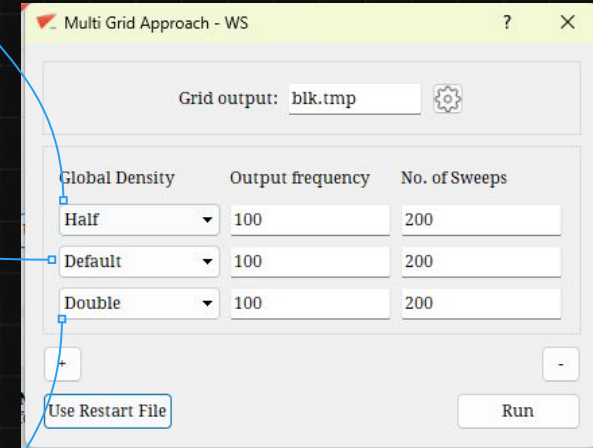 Multi Grid Approach - WS ? ×
Grid output: blk.tmp
Global Density Output frequency No. of Sweeps
Half 100 200
Default 100 200
Double 100 200
+ -
Use Restart File Run